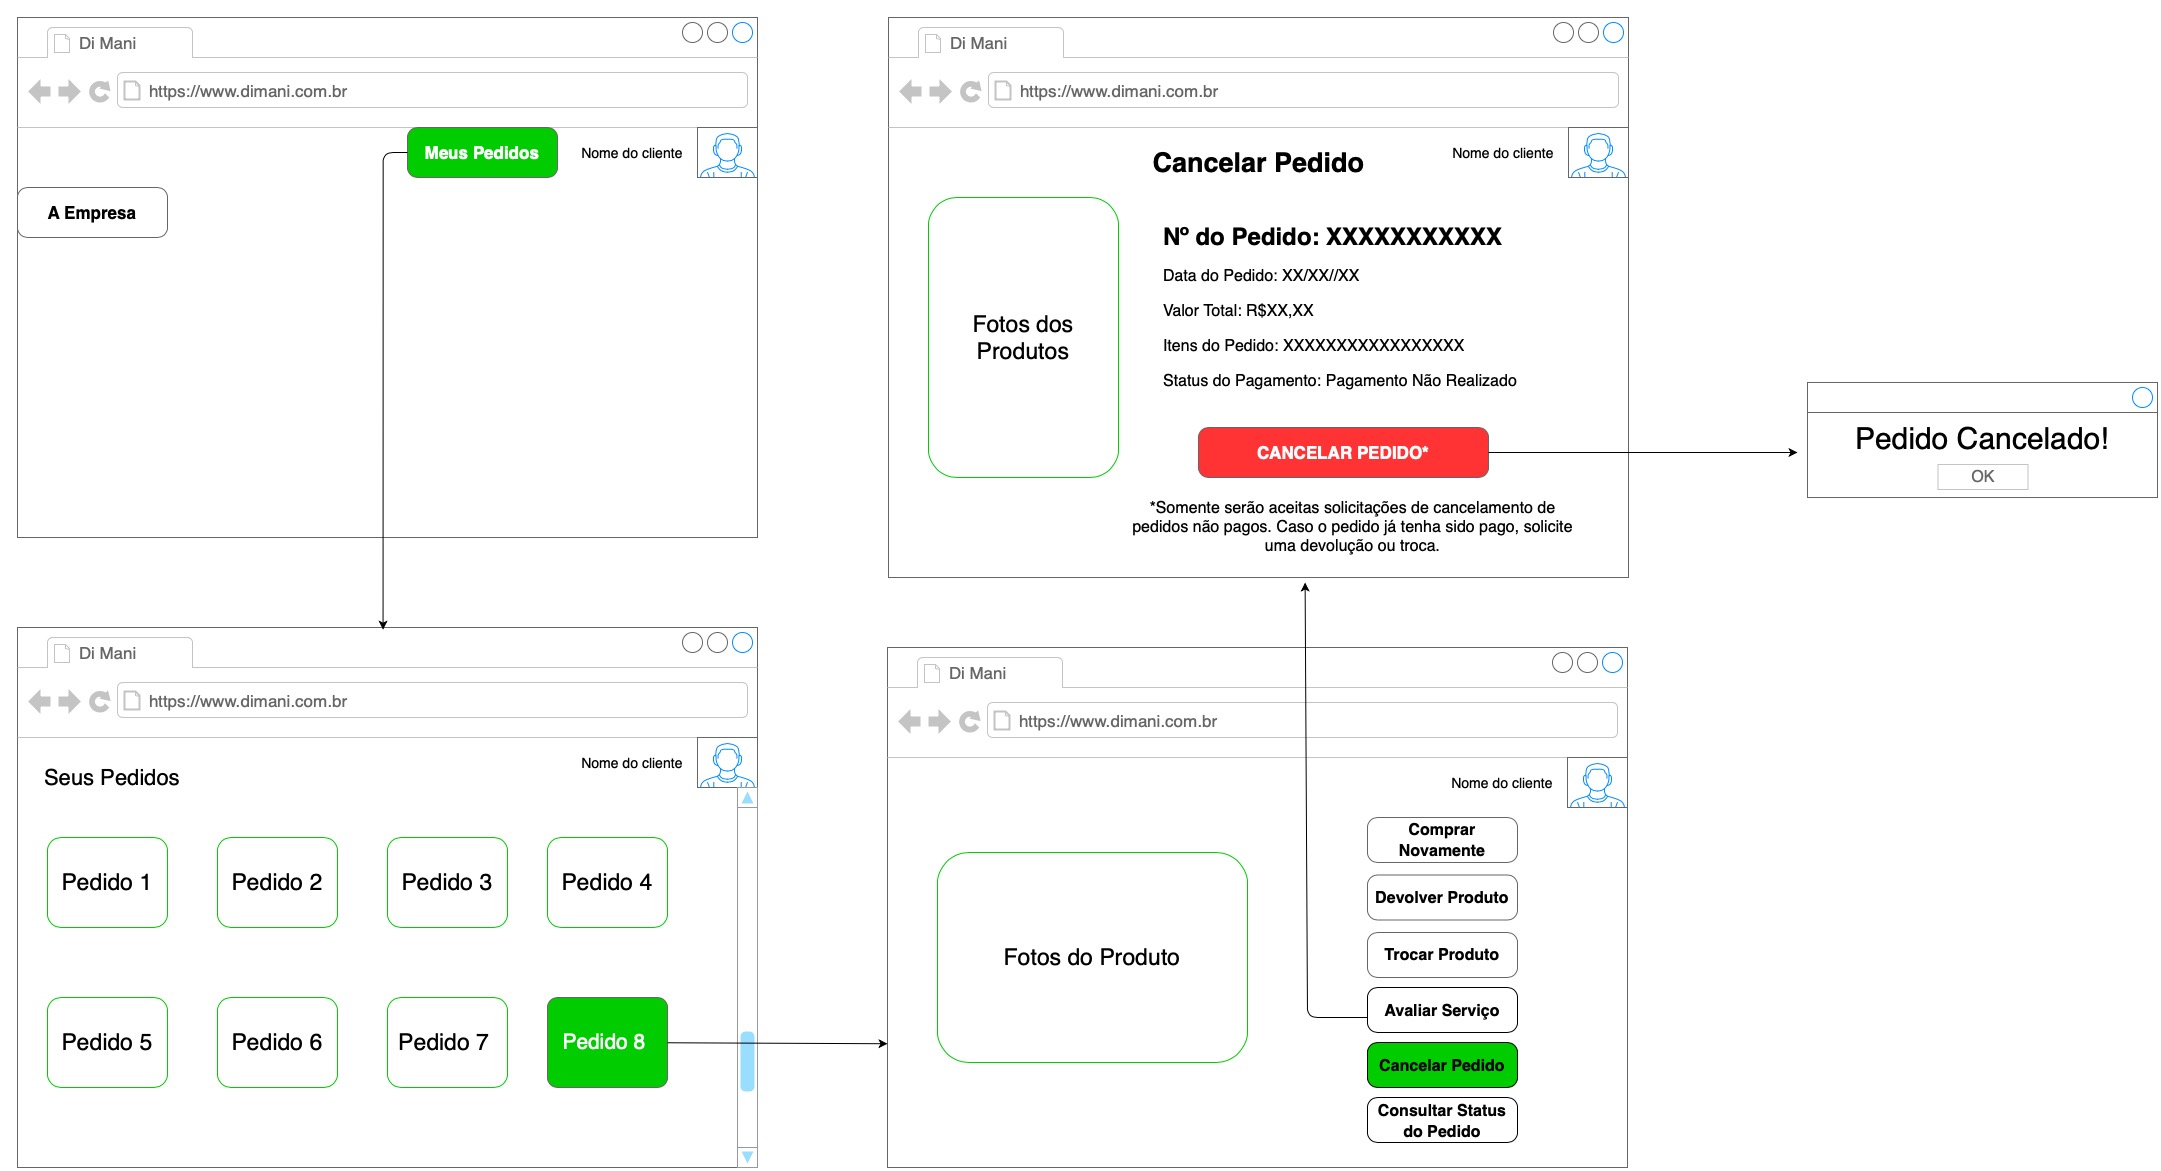 Di Mani
https://www.dimani.com.br
Meus Pedidos
Nome do cliente
A Empresa
Di Mani
https://www.dimani.com.br
Cancelar Pedido
Nome do cliente
Fotos dos
Produtos
Nº do Pedido: XXXXXXXXXXX
Data do Pedido: XX/XX//XX
Valor Total: R$XX,XX
Itens do Pedido: XXXXXXXXXXXXXXXXX
Status do Pagamento: Pagamento Não Realizado
CANCELAR PEDIDO*
*Somente serão aceitas solicitações de cancelamento de
pedidos não pagos. Caso o pedido já tenha sido pago, solicite
uma devolução ou troca.
Pedido Cancelado!
OK
Di Mani
https://www.dimani.com.br
Nome do cliente
Seus Pedidos
Pedido 1
Pedido 2
Pedido 3
Pedido 4
Pedido 5
Pedido 6
Pedido 7
Pedido 8
Di Mani
https://www.dimani.com.br
Nome do cliente
Fotos do Produto
Comprar
Novamente
Devolver Produto
Trocar Produto
Avaliar Serviço
Cancelar Pedido
Consultar Status
do Pedido